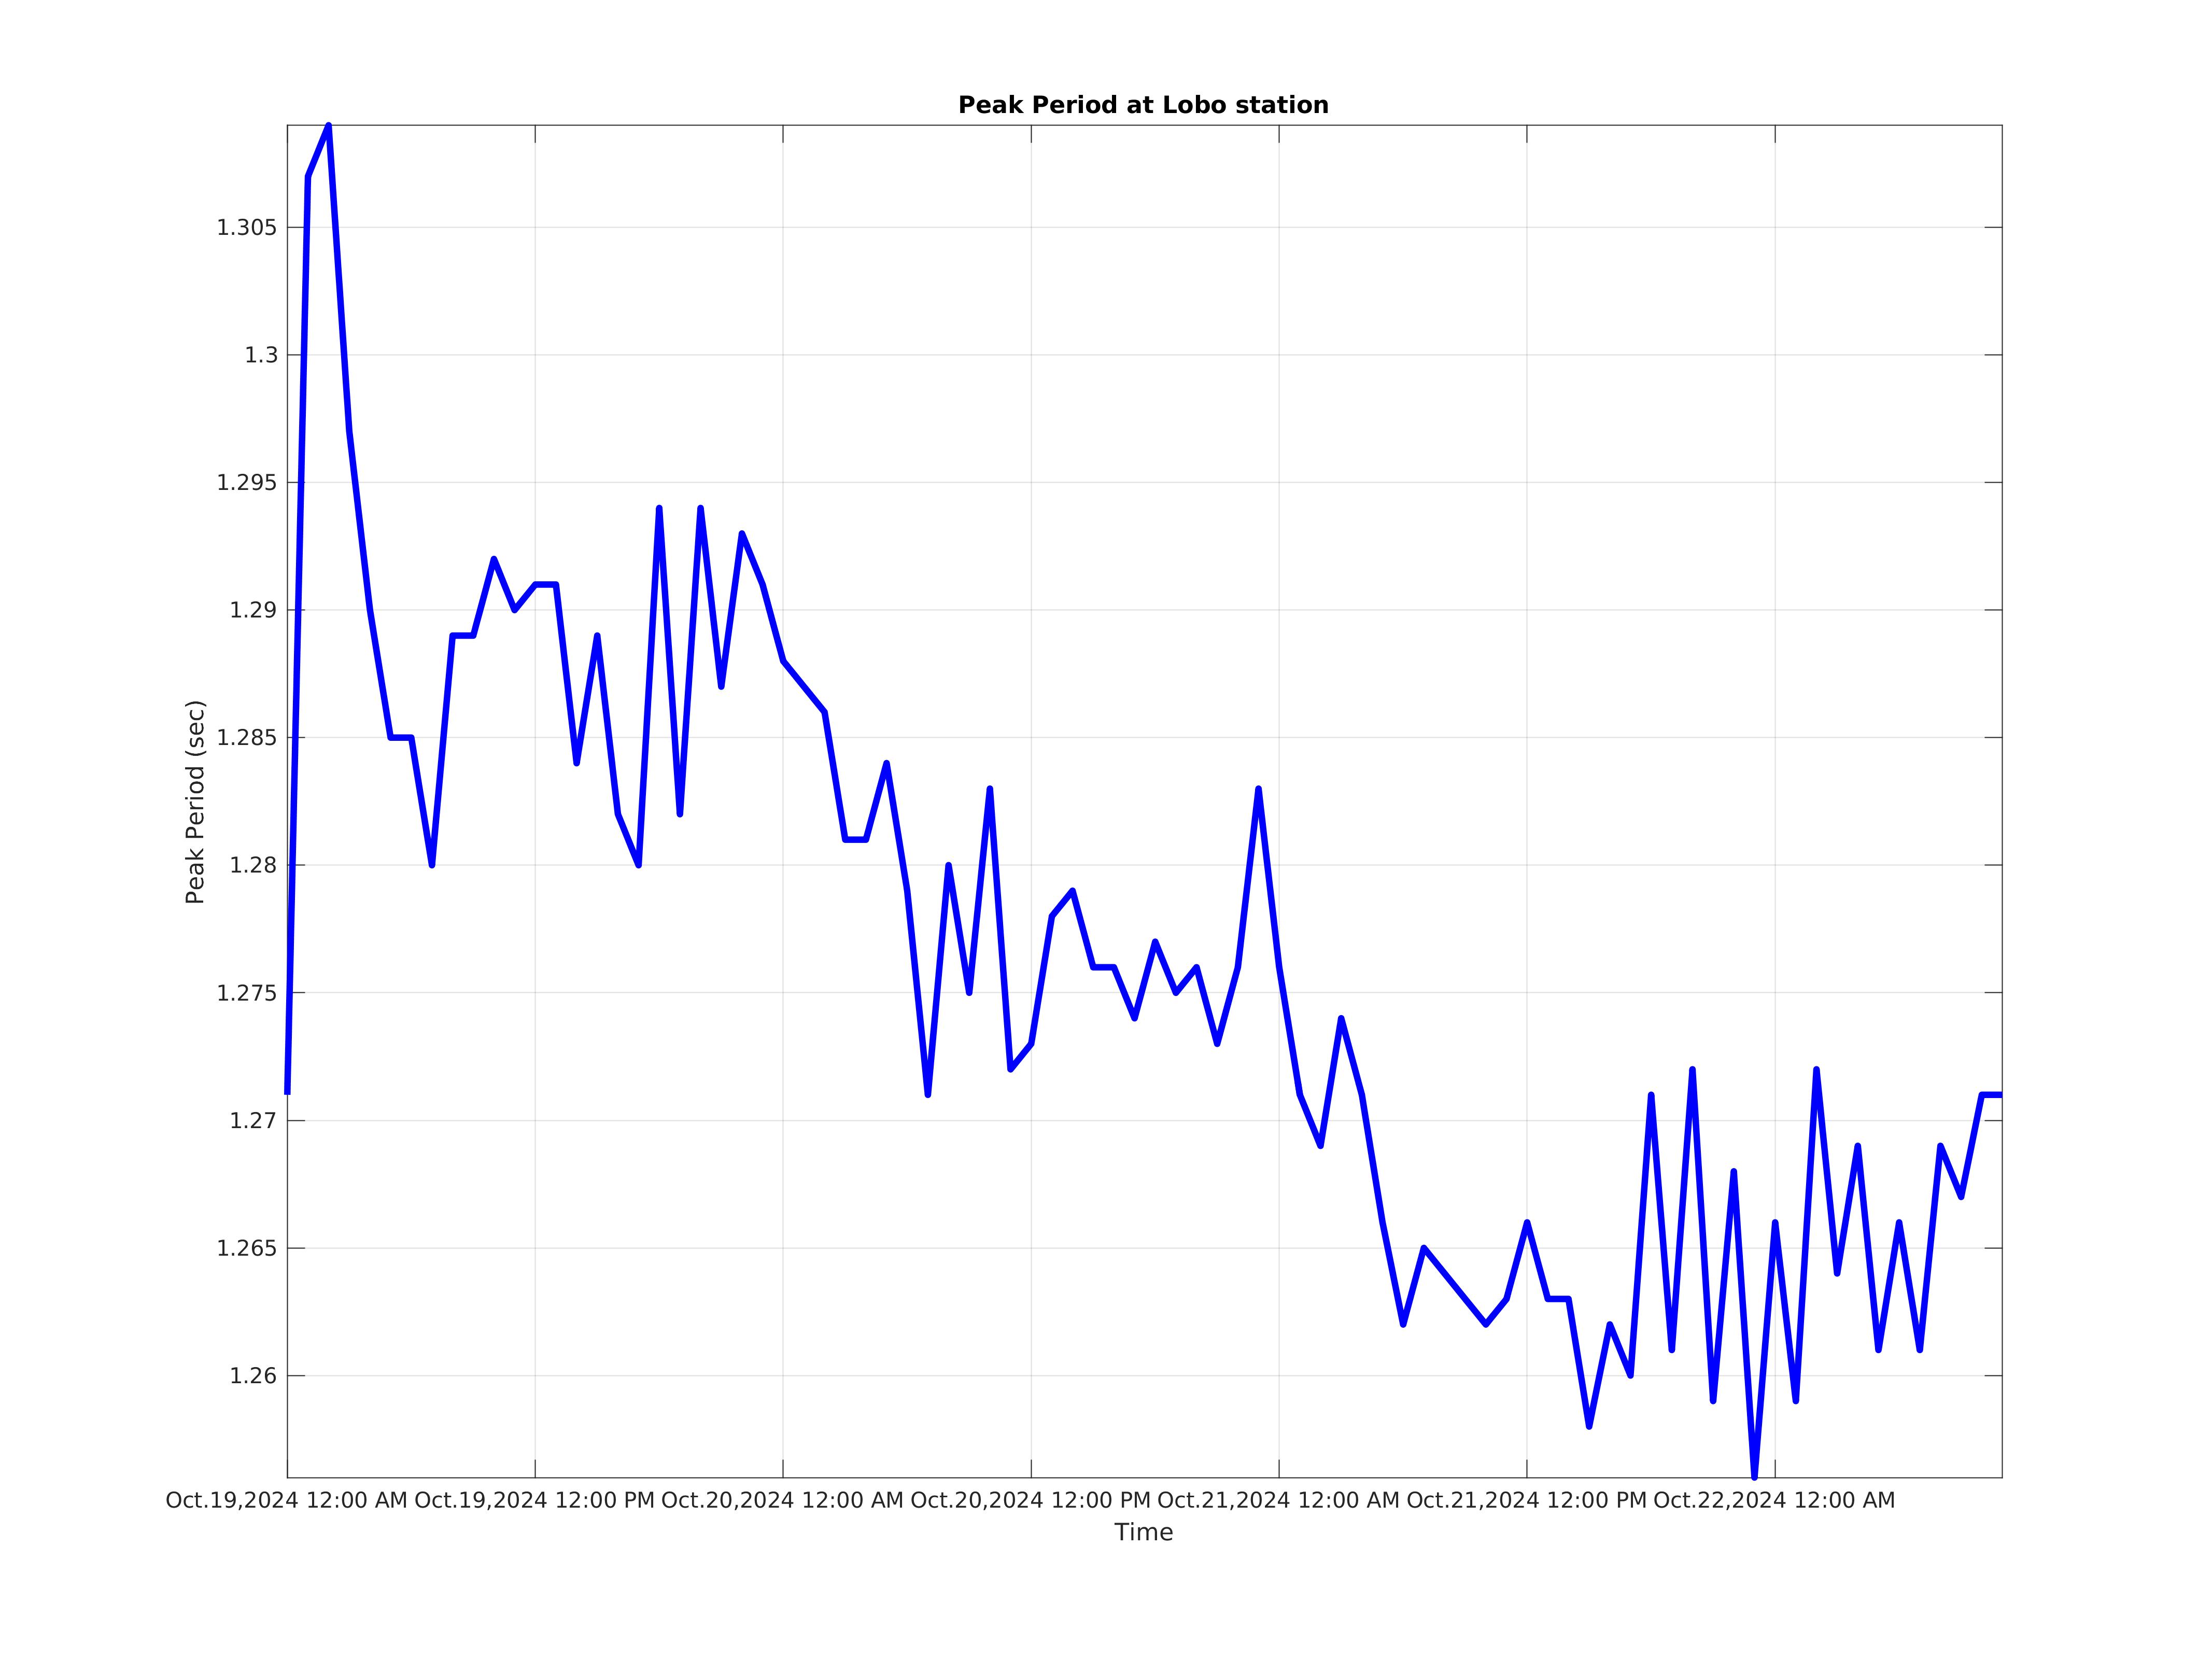 Peak Period at Lobo station
1.305
1.3
1.295
1.29
1.285
1.28
1.275
1.27
1.265
1.26
Peak Period (sec)
Oct.19,2024 12:00 AM Oct.19,2024 12:00 PM Oct.20,2024 12:00 AM Oct.20,2024 12:00 PM Oct.21,2024 12:00 AM Oct.21,2024 12:00 PM Oct.22,2024 12:00 AM
Time